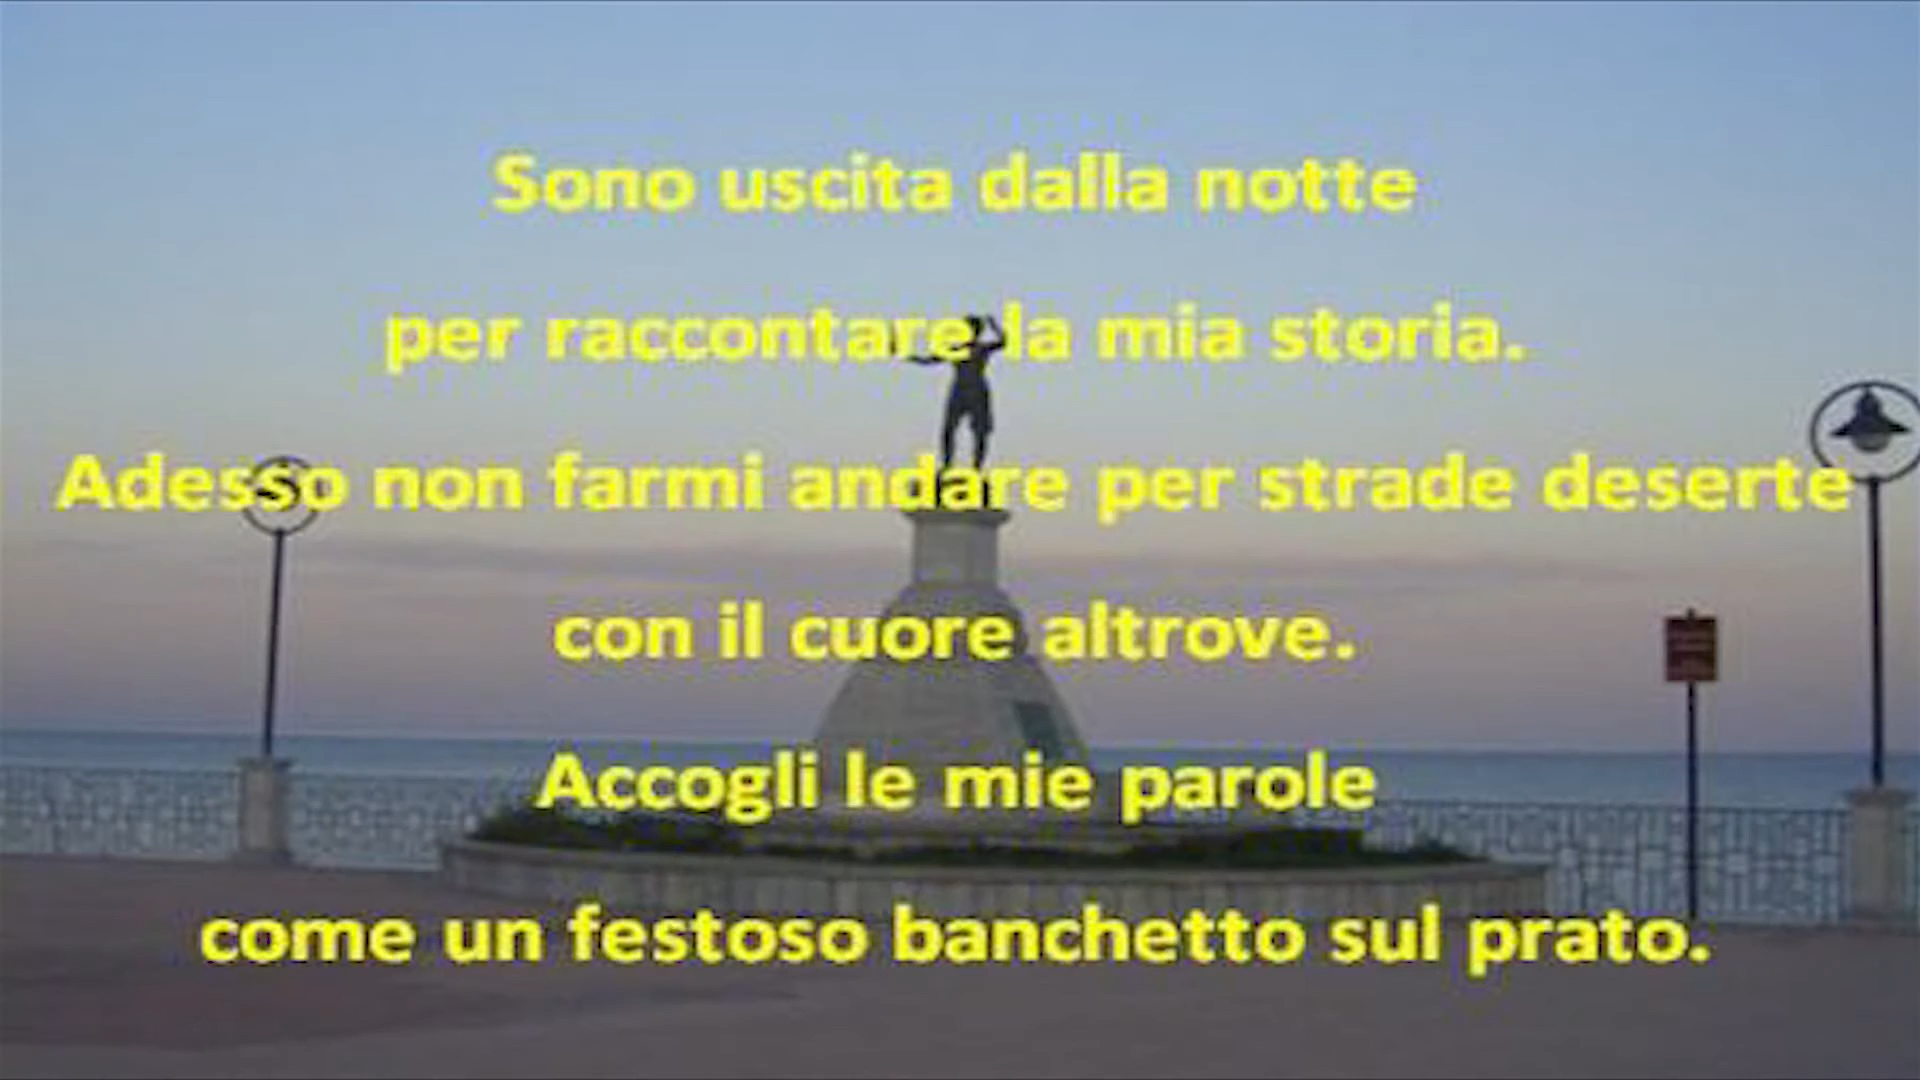 Sono uscita dalla notte
per raccontare la mia storia.
Adesso non farmi andare per strade deserte
con il cuore altrove.
Accogli le mie parole
come un festoso banchetto sul prato.